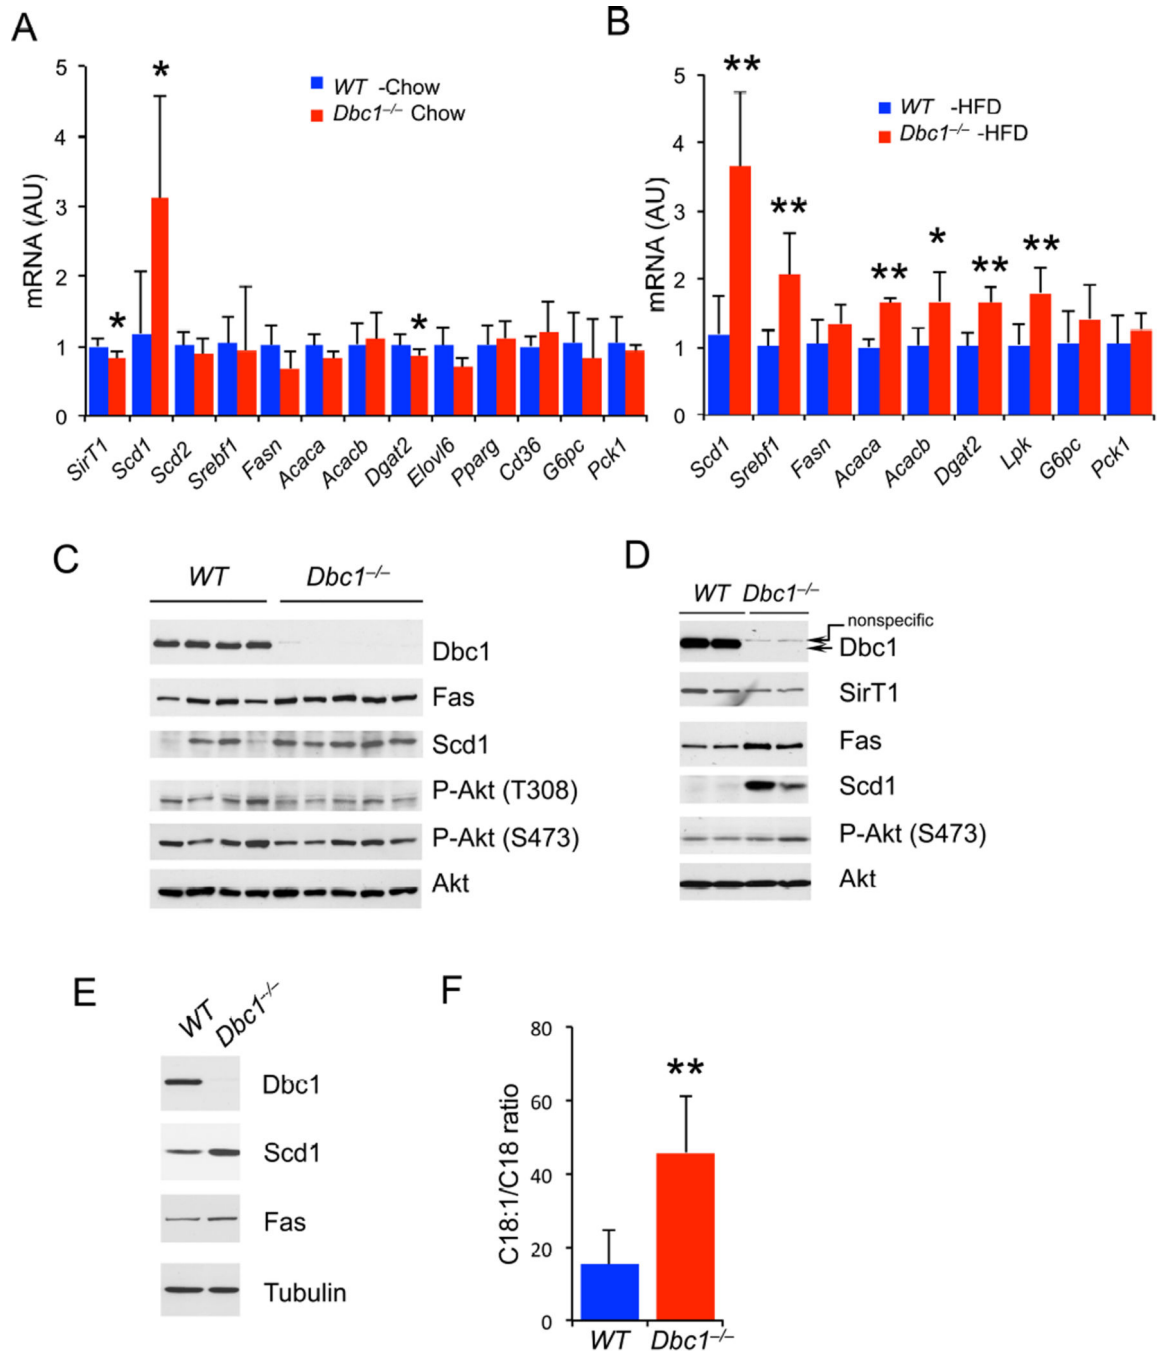 A
5
4
3
2
1
0
mRNA (AU)
*
*
*
WT -Chow
Dbc1–/– Chow
SirT1
Scd1
Scd2
Srebf1
Fasn
Acaca
Acacb
Dgat2
Elovl6
Pparg
Cd36
G6pc
Pck1
B
5
4
3
2
1
0
mRNA (AU)
**
**
**
*
**
**
WT -HFD
Dbc1–/– -HFD
Scd1
Srebf1
Fasn
Acaca
Acacb
Dgat2
Lpk
G6pc
Pck1
C
WT Dbc1–/–
Dbc1
Fas
Scd1
P-Akt (T308)
P-Akt (S473)
Akt
D
WT Dbc1–/–
nonspecific
Dbc1
SirT1
Fas
Scd1
P-Akt (S473)
Akt
E
WT
Dbc1–/–
Dbc1
Scd1
Fas
Tubulin
F
80
60
40
20
0
C18:1/C18 ratio
**
WT Dbc1–/–